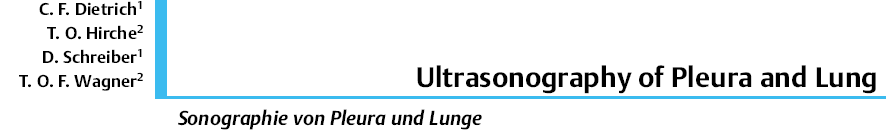 C. F. Dietrich¹
T. O. Hirche²
D. Schreiber¹
T. O. F. Wagner²
Ultrasonography of Pleura and Lung
Sonographie von Pleura und Lunge